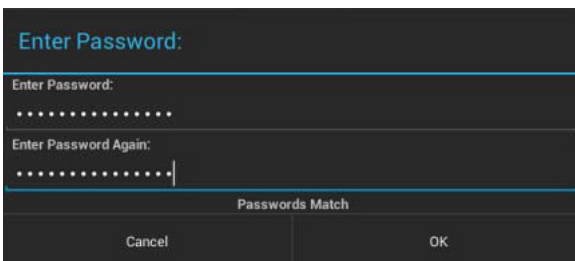 Enter Password:
Enter Password:
•••••••••••••••
Enter Password Again:
•••••••••••••••
Passwords Match
Cancel OK